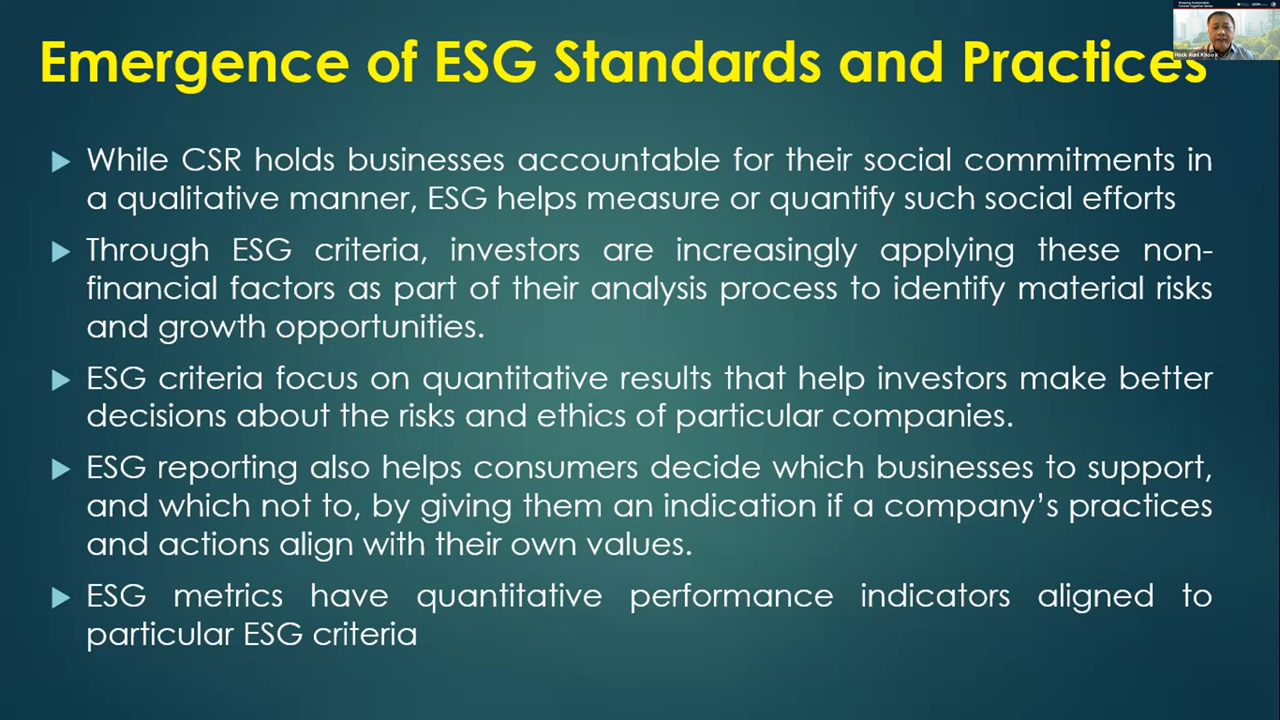 Emergence of ESG Standards and Practices
While CSR holds businesses accountable for their social commitments in
a qualitative manner, ESG helps measure or quantify such social efforts
Through ESG criteria, investors are increasingly applying these non-
financial factors as part of their analysis process to identify material risks
and growth opportunities.
ESG criteria focus on quantitative results that help investors make better
decisions about the risks and ethics of particular companies.
ESG reporting also helps consumers decide which businesses to support,
and which not to, by giving them an indication if a company’s practices
and actions align with their own values.
ESG metrics have quantitative performance indicators aligned to
particular ESG criteria